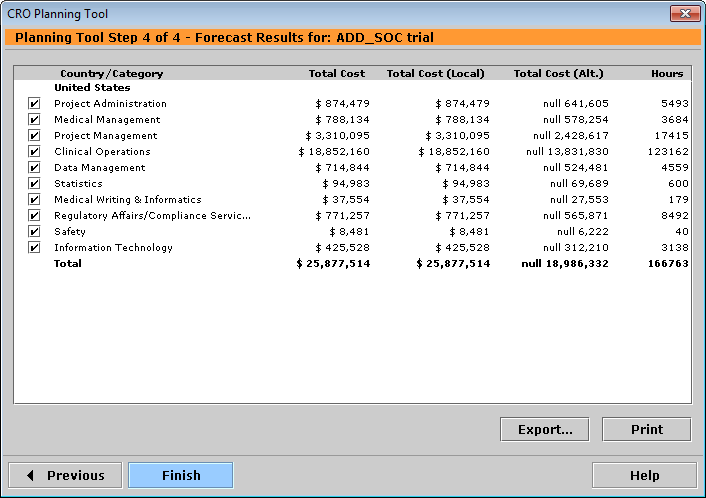 CRO Planning Tool
Planning Tool Step 4 of 4 - Forecast Results for: ADD_SOC trial
Country/Category Total Cost Total Cost (Local) Total Cost (Alt.) Hours
United States
Project Administration $ 874,479 $ 874,479 null 641,605 5493
Medical Management $ 788,134 $ 788,134 null 578,254 3684
Project Management $ 3,310,095 $ 3,310,095 null 2,428,617 17415
Clinical Operations $ 18,852,160 $ 18,852,160 null 13,831,830 123162
Data Management $ 714,844 $ 714,844 null 524,481 4559
Statistics $ 94,983 $ 94,983 null 69,689 600
Medical Writing & Informatics $ 37,554 $ 37,554 null 27,553 179
Regulatory Affairs/Compliance Servic... $ 771,257 $ 771,257 null 565,871 8492
Safety $ 8,481 $ 8,481 null 6,222 40
Information Technology $ 425,528 $ 425,528 null 312,210 3138
Total $ 25,877,514 $ 25,877,514 null 18,986,332 166763
Export... Print
Previous Finish Help